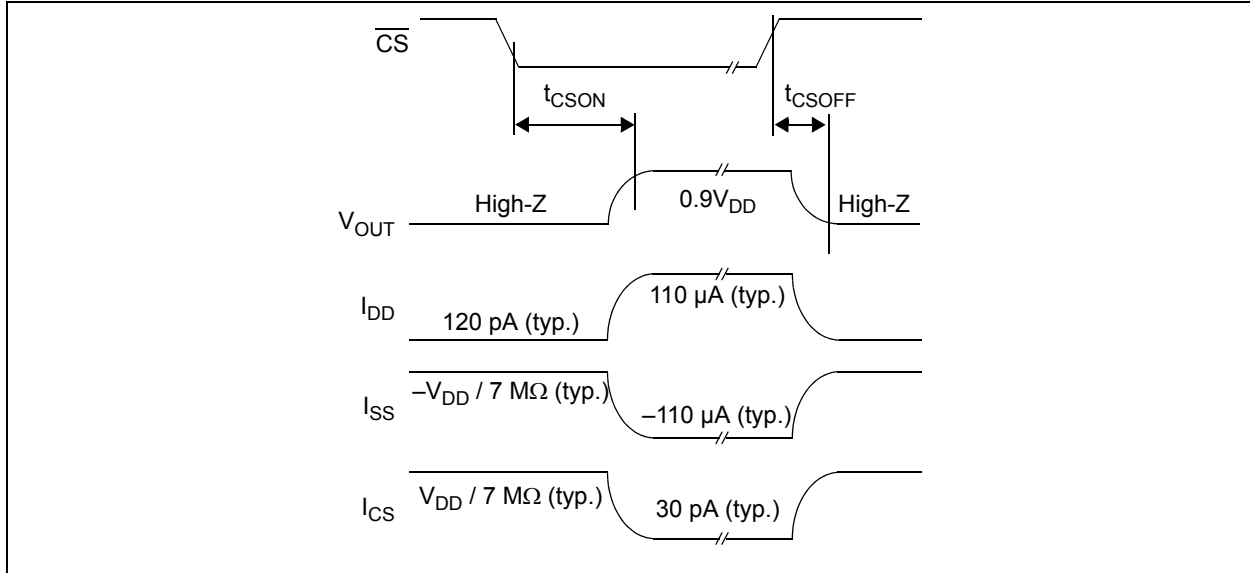 CS
tCSON
tCSOFF
VOUT
High-Z
0.9VDD
High-Z
IDD
120 pA (typ.)
110 µA (typ.)
ISS
–VDD / 7 MΩ (typ.)
–110 µA (typ.)
ICS
VDD / 7 MΩ (typ.)
30 pA (typ.)